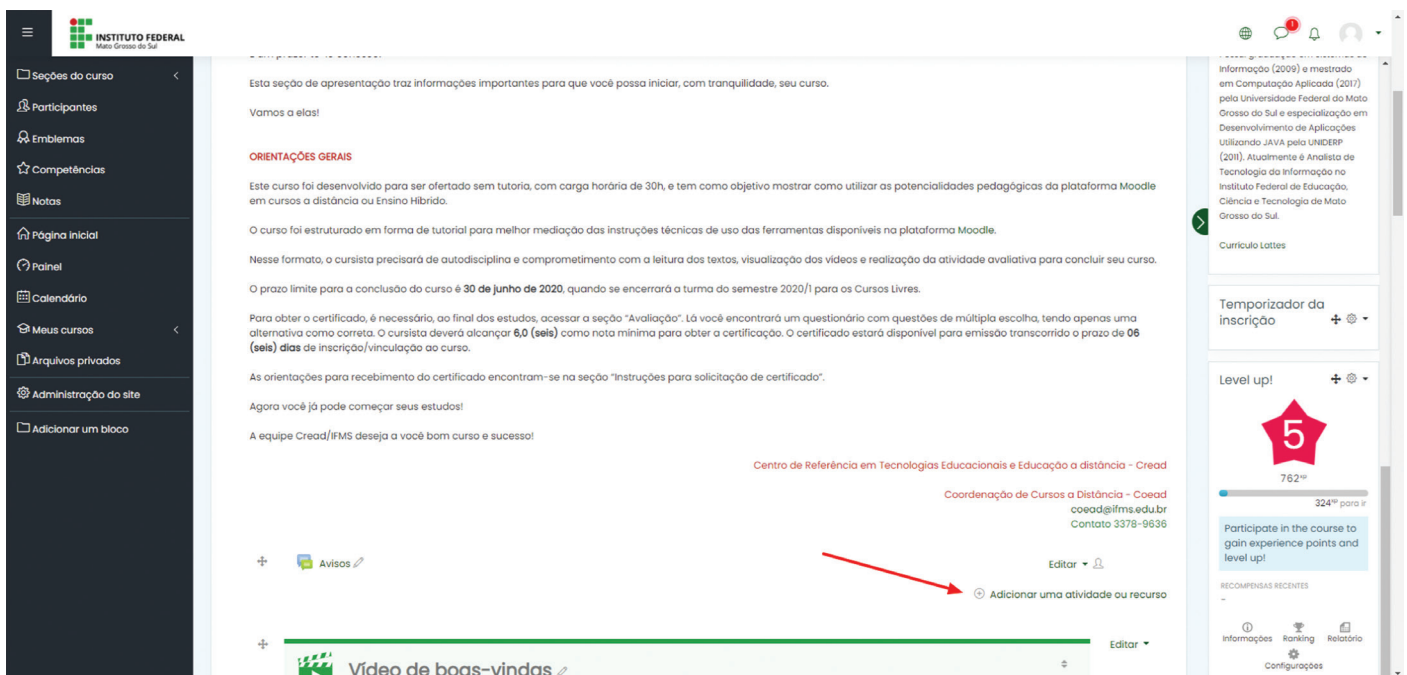 INSTITUTO FEDERAL
Mato Grosso do Sul
1
Seções do curso
Participantes
Emblemas
Competências
Notas
Página inicial
Painel
Calendário
Meus cursos
Arquivos privados
Administração do site
Adicionar um bloco
Esta seção de apresentação traz informações importantes para que você possa iniciar, com tranquilidade, seu curso.
Vamos a elas!
ORIENTAÇÕES GERAIS
Este curso foi desenvolvido para ser ofertado sem tutoria, com carga horária de 30h, e tem como objetivo mostrar como utilizar as potencialidades pedagógicas da plataforma Moodle
em cursos a distância ou Ensino Híbrido.
O curso foi estruturado em forma de tutorial para melhor mediação das instruções técnicas de uso das ferramentas disponíveis na plataforma Moodle.
Nesse formato, o cursista precisará de autodisciplina e comprometimento com a leitura dos textos, visualização dos vídeos e realização da atividade avaliativa para concluir seu curso.
O prazo limite para a conclusão do curso é 30 de junho de 2020, quando se encerrará a turma do semestre 2020/1 para os Cursos Livres.
Para obter o certificado, é necessário, ao final dos estudos, acessar a seção "Avaliação". Lá você encontrará um questionário com questões de múltipla escolha, tendo apenas uma
alternativa como correta. O cursista deverá alcançar 6,0 (seis) como nota mínima para obter a certificação. O certificado estará disponível para emissão transcorrido o prazo de 06
(seis) dias de inscrição/vinculação ao curso.
As orientações para recebimento do certificado encontram-se na seção "Instruções para solicitação de certificado".
Agora você já pode começar seus estudos!
A equipe Cread/IFMS deseja a você bom curso e sucesso!
Centro de Referência em Tecnologias Educacionais e Educação a distância - Cread
Coordenação de Cursos a Distância - Coead
coead@ifms.edu.br
Contato 3378-9636
Avisos
Editar
Adicionar uma atividade ou recurso
Editar
Vídeo de boas-vindas
Informação (2009) e mestrado
em Computação Aplicada (2017)
pela Universidade Federal do Mato
Grosso do Sul e especialização em
Desenvolvimento de Aplicações
Utilizando JAVA pela UNIDERP
(2011). Atualmente é Analista de
Tecnologia da Informação no
Instituto Federal de Educação,
Ciência e Tecnologia de Mato
Grosso do Sul.
Currículo Lattes
Temporizador da
inscrição
Level up!
5
762xp
324xp para ir
Participate in the course to
gain experience points and
level up!
RECOMPENSAS RECENTES
-
Informações Ranking Relatório
Configurações